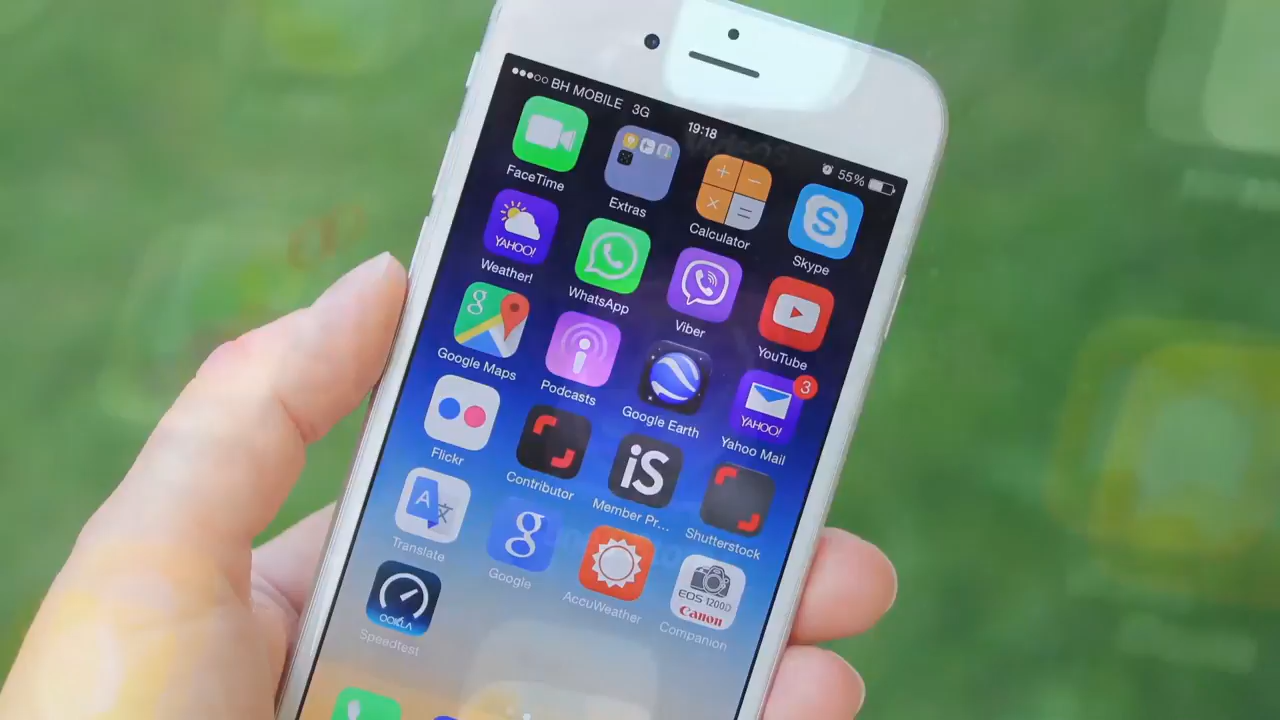 BH MOBILE 3G 19:18 55%
FaceTime Extras Calculator Skype
YAHOO!
Weather! WhatsApp Viber YouTube
g 3
YAHOO!
Google Maps Podcasts Google Earth Yahoo Mail
iS
Flickr Contributor Member Pr... Shutterstock
A 文 g
EOS 1200D
Canon
Translate Google AccuWeather Companion
OOKLA
Speedtest